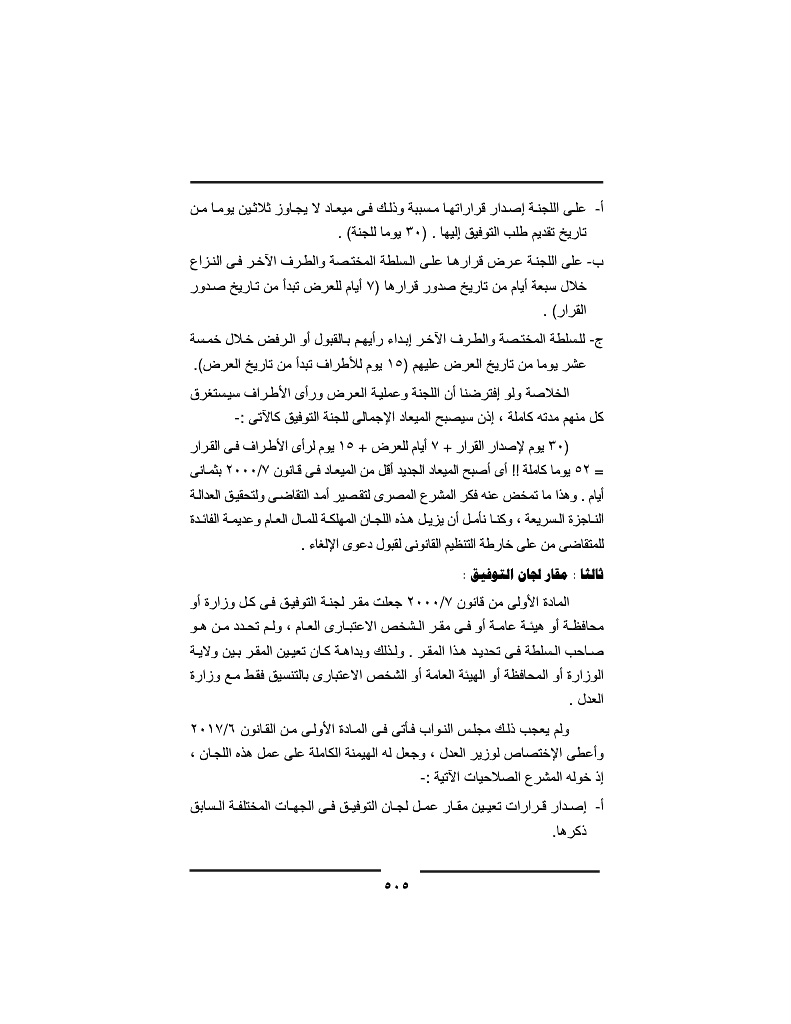 أ- على اللجنة إصدار قراراتها مسببة وذلك فى ميعاد لا يجاوز ثلاثين يوما من
تاريخ تقديم طلب التوفيق إليها . (٣٠ يوما للجنة) .
ب- على اللجنة عرض قرارها على السلطة المختصة والطرف الآخر فى النزاع
خلال سبعة أيام من تاريخ صدور قرارها (٧ أيام للعرض تبدأ من تاريخ صدور
القرار) .
ج- للسلطة المختصة والطرف الآخر إبداء رأيهم بالقبول أو الرفض خلال خمسة
عشر يوما من تاريخ العرض عليهم (١٥ يوم للأطراف تبدأ من تاريخ العرض).
الخلاصة ولو إفترضنا أن اللجنة وعملية العرض ورأى الأطراف سيستغرق
كل منهم مدته كاملة ، إذن سيصبح الميعاد الإجمالى للجنة التوفيق كالآتى :-
(٣٠ يوم لإصدار القرار + ٧ أيام للعرض + ١٥ يوم لرأى الأطراف فى القرار
= ٥٢ يوما كاملة !! أى أصبح الميعاد الجديد أقل من الميعاد فى قانون ٢٠٠٠/٧ بثمانى
أيام . وهذا ما تمخض عنه فكر المشرع المصرى لتقصير أمد التقاضى ولتحقيق العدالة
الناجزة السريعة ، وكنا نأمل أن يزيل هذه اللجان المهلكة للمال العام وعديمة الفائدة
للمتقاضى من على خارطة التنظيم القانونى لقبول دعوى الإلغاء .
ثالثا : مقار لجان التوفيق :
المادة الأولى من قانون ٢٠٠٠/٧ جعلت مقر لجنة التوفيق فى كل وزارة أو
محافظة أو هيئة عامة أو فى مقر الشخص الاعتبارى العام ، ولم تحدد من هو
صاحب السلطة فى تحديد هذا المقر . ولذلك وبداهة كان تعيين المقر بين ولاية
الوزارة أو المحافظة أو الهيئة العامة أو الشخص الاعتبارى بالتنسيق فقط مع وزارة
العدل .
ولم يعجب ذلك مجلس النواب فأتى فى المادة الأولى من القانون ٢٠١٧/٦
وأعطى الإختصاص لوزير العدل ، وجعل له الهيمنة الكاملة على عمل هذه اللجان ،
إذ خوله المشرع الصلاحيات الآتية :-
أ- إصدار قرارات تعيين مقار عمل لجان التوفيق فى الجهات المختلفة السابق
ذكرها.
٥٠٥